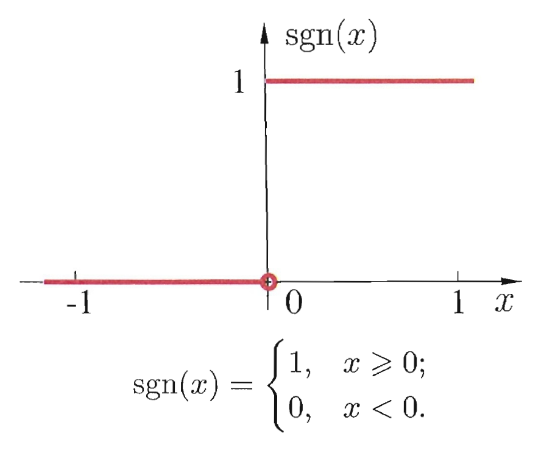 sgn(x)
1
-1 0 1 x
sgn(x) = { 1, x ⩾ 0;
0, x < 0.